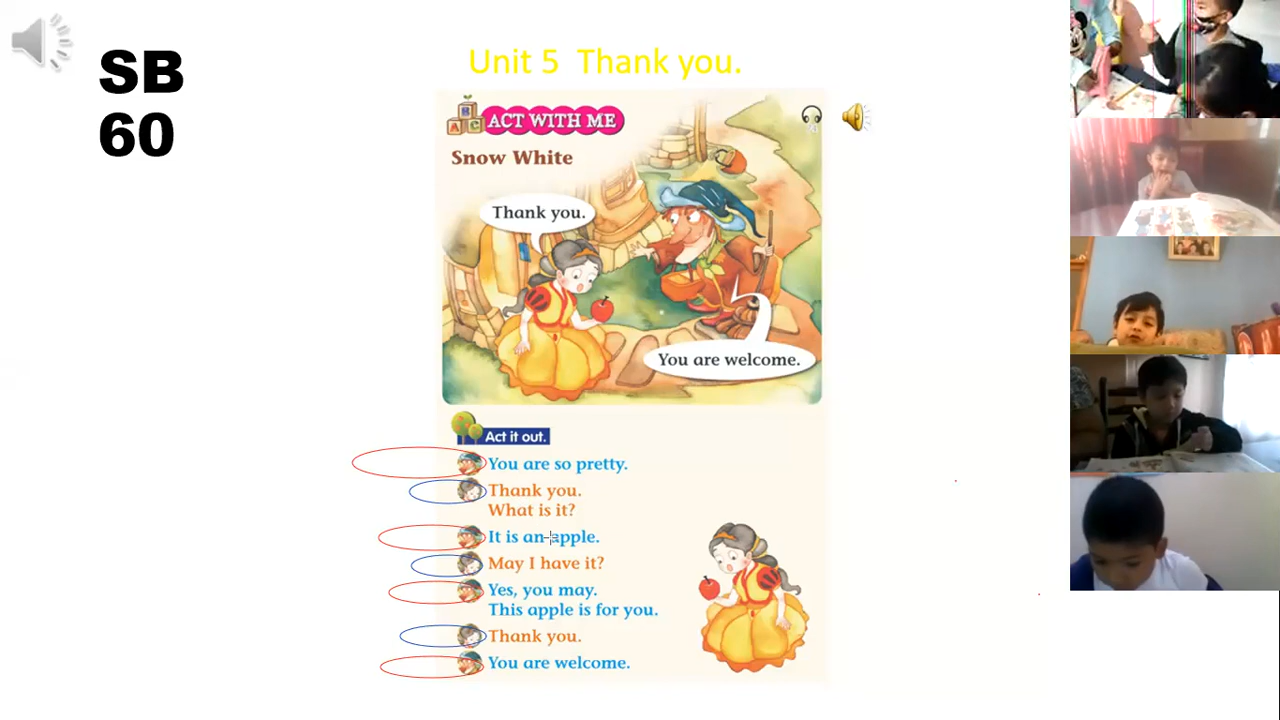 SB
60
Unit 5 Thank you.
ACT WITH ME
Snow White
Thank you.
You are welcome.
Act it out.
You are so pretty.
Thank you.
What is it?
It is an apple.
May I have it?
Yes, you may.
This apple is for you.
Thank you.
You are welcome.